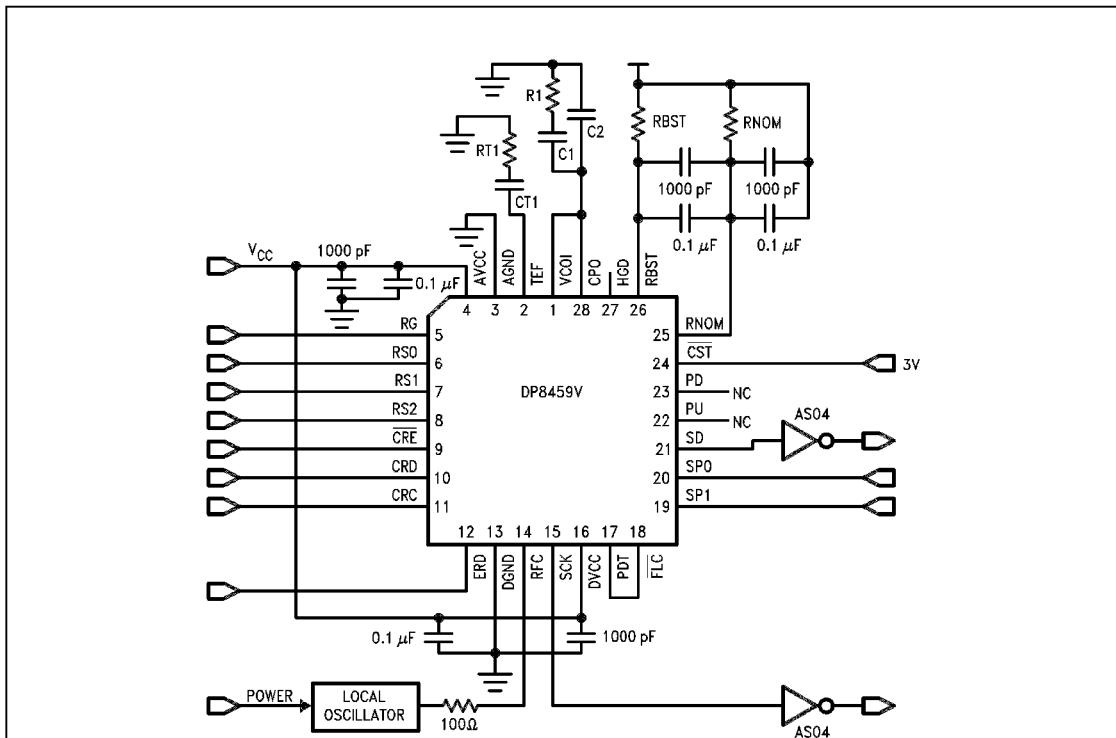 R1
C2
RBST
RNOM
RT1
C1
1000 pF
1000 pF
CT1
0.1 µF
0.1 µF
VCC
1000 pF
0.1 µF
AVCC
AGND
TEF
VCOI
CPO
HGD
RBST
4
3
2
1
28
27
26
RG
5
25
RNOM
RS0
6
24
CST
3V
RS1
7
DP8459V
23
PD
NC
RS2
8
22
PU
NC
AS04
CRE
9
21
SD
CRD
10
20
SP0
CRC
11
19
SP1
12
13
14
15
16
17
18
ERD
DGND
RFC
SCK
DVCC
PDT
FLC
0.1 µF
1000 pF
POWER
LOCAL
OSCILLATOR
100Ω
AS04